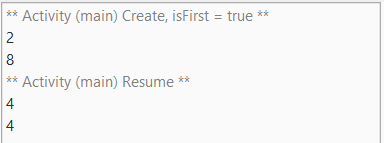 ** Activity (main) Create, isFirst = true **
2
8
** Activity (main) Resume **
4
4